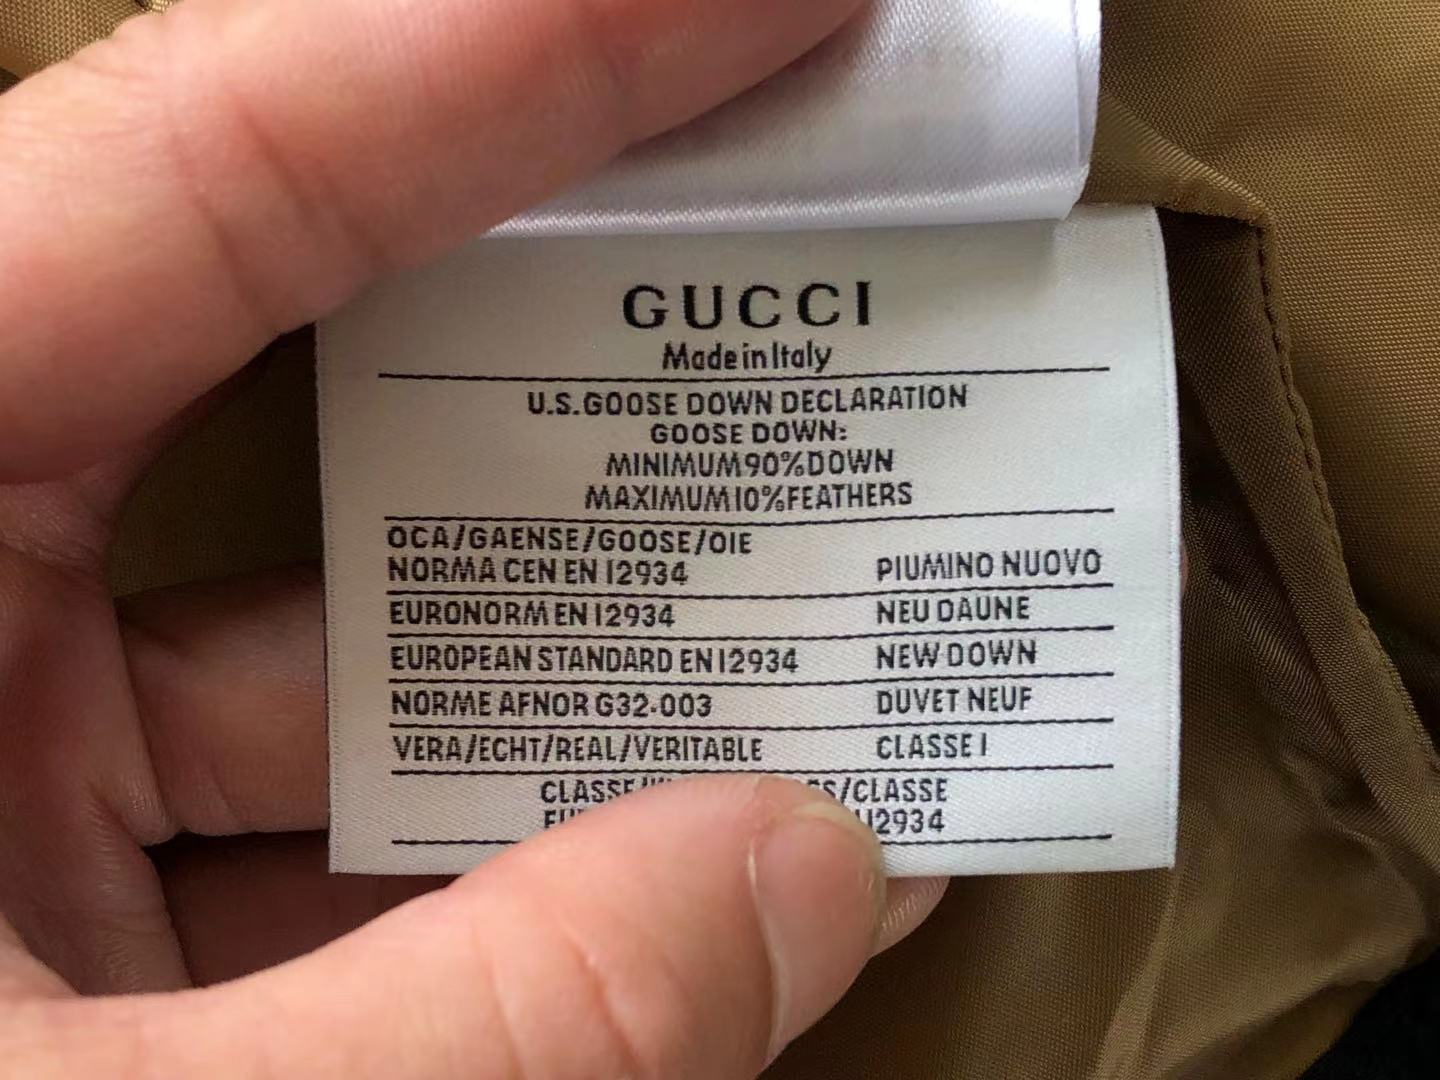 GUCCI
Made in Italy
U.S. GOOSE DOWN DECLARATION
GOOSE DOWN:
MINIMUM 90% DOWN
MAXIMUM 10% FEATHERS
OCA/GAENSE/GOOSE/OIE
NORMA CEN EN 12934 PIUMINO NUOVO
EURONORM EN 12934 NEU DAUNE
EUROPEAN STANDARD EN 12934 NEW DOWN
NORME AFNOR G32-003 DUVET NEUF
VERA/ECHT/REAL/VERITABLE CLASSE I
/CLASSE
12934